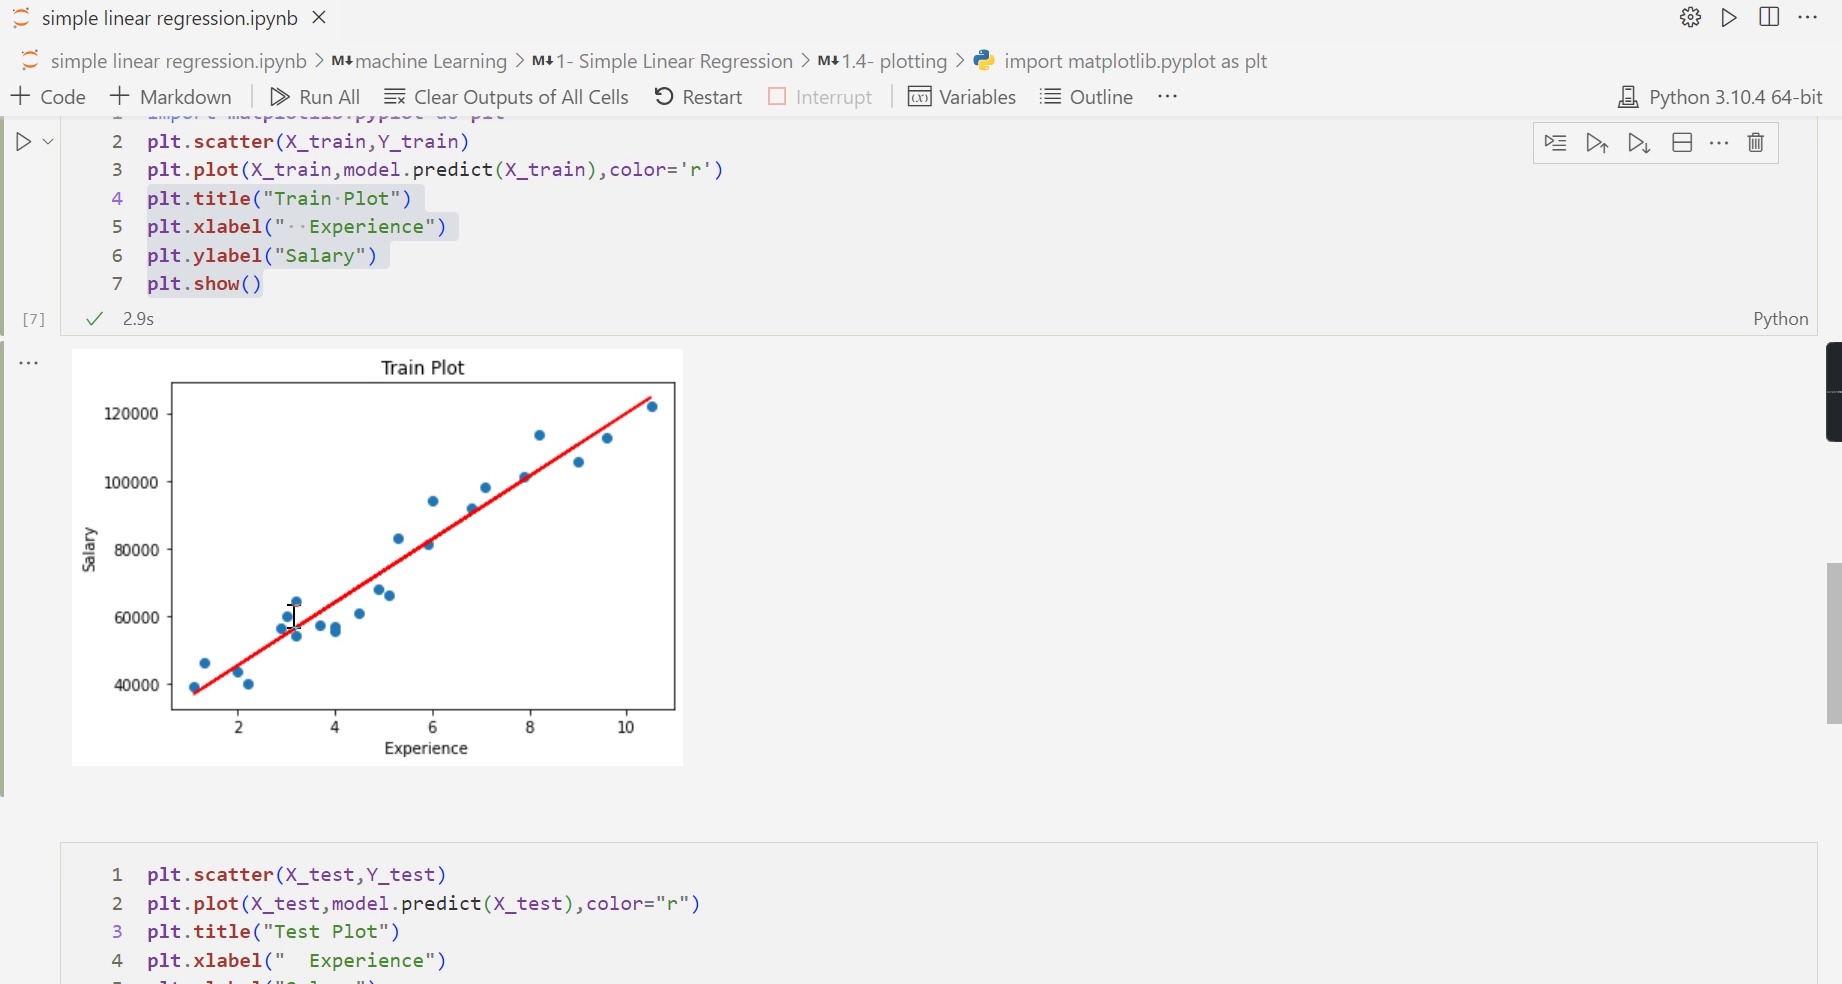 simple linear regression.ipynb
simple linear regression.ipynb > M↓machine Learning > M↓1- Simple Linear Regression > M↓1.4- plotting > import matplotlib.pyplot as plt
+ Code + Markdown Run All Clear Outputs of All Cells Restart Interrupt Variables Outline ... Python 3.10.4 64-bit
1 import matplotlib.pyplot as plt
2 plt.scatter(X_train,Y_train)
3 plt.plot(X_train,model.predict(X_train),color='r')
4 plt.title("Train·Plot")
5 plt.xlabel("··Experience")
6 plt.ylabel("Salary")
7 plt.show()
[7] 2.9s Python
Train Plot
120000
100000
80000
60000
40000
Salary
2 4 6 8 10
Experience
1 plt.scatter(X_test,Y_test)
2 plt.plot(X_test,model.predict(X_test),color="r")
3 plt.title("Test Plot")
4 plt.xlabel("  Experience")